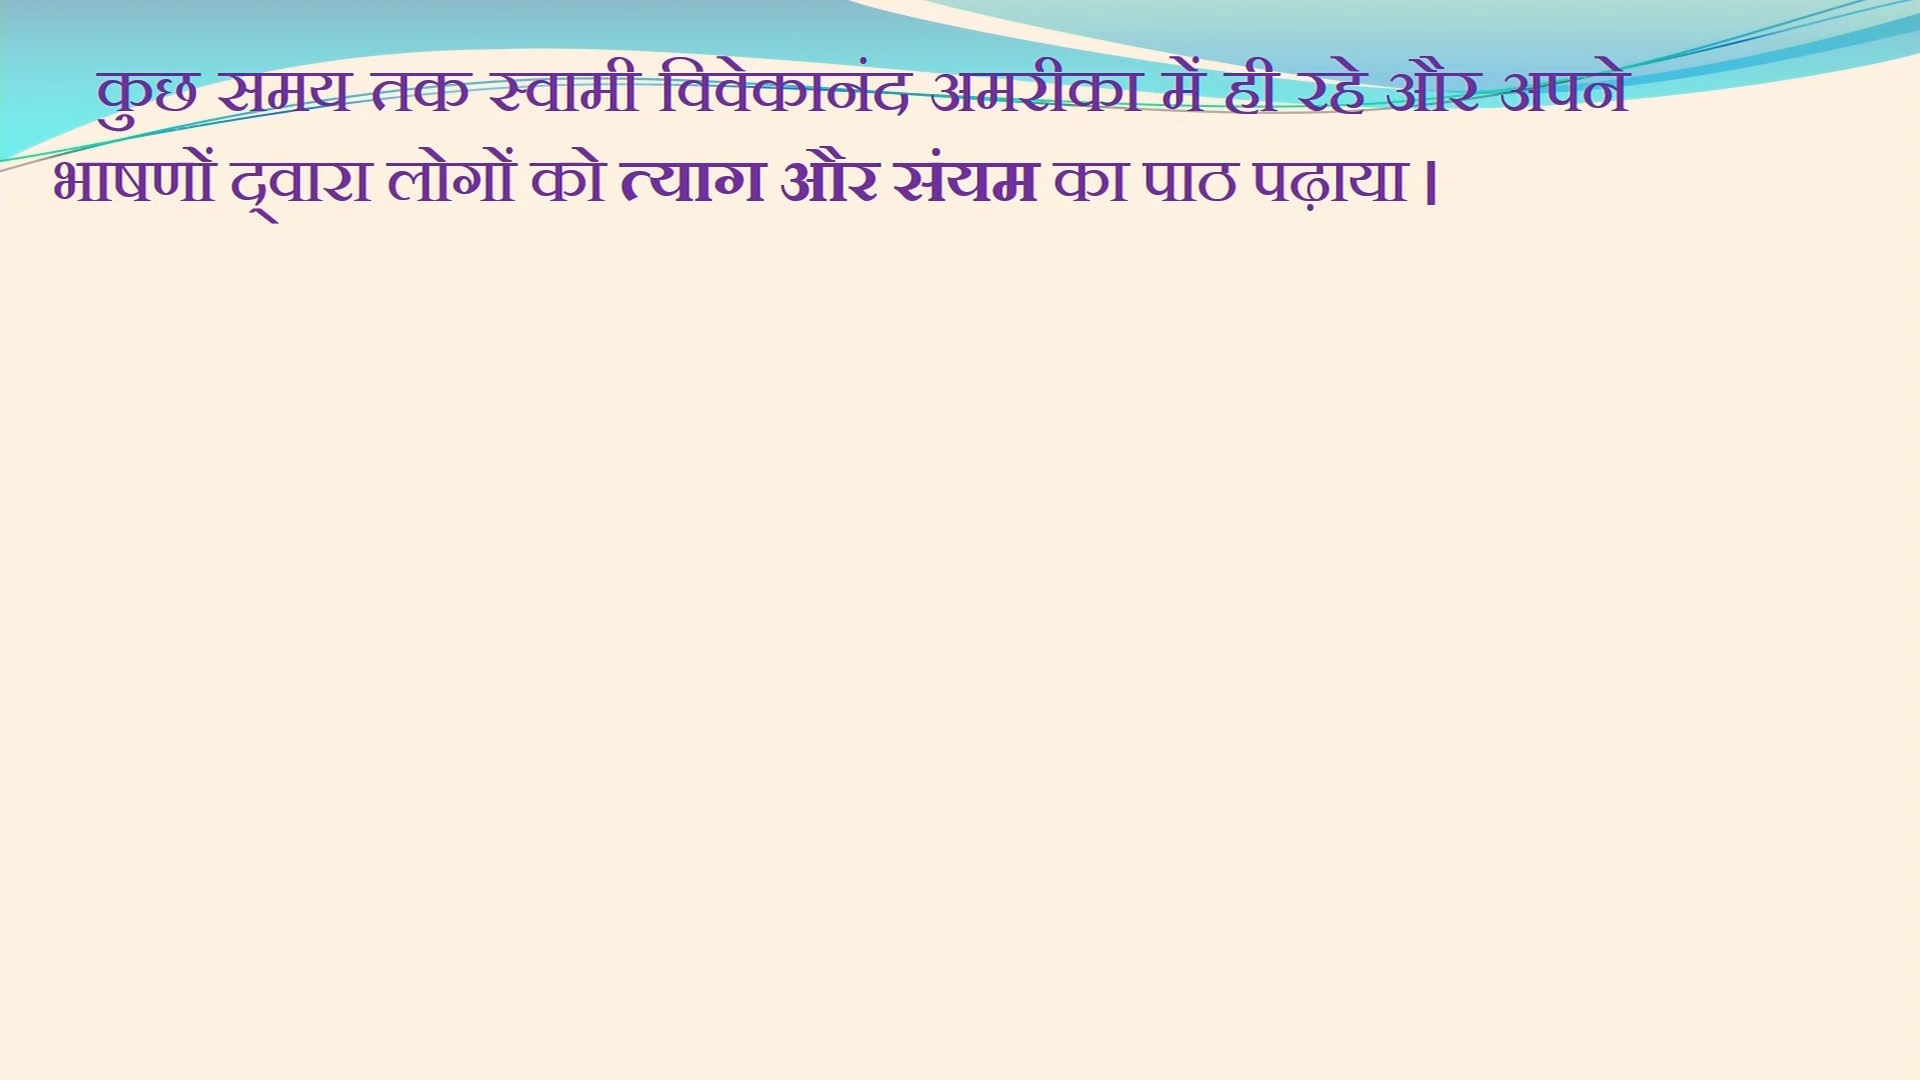 कुछ समय तक स्वामी विवेकानंद अमरीका में ही रहे और अपने
भाषणों द्‌वारा लोगों को त्याग और संयम का पाठ पढ़ाया।